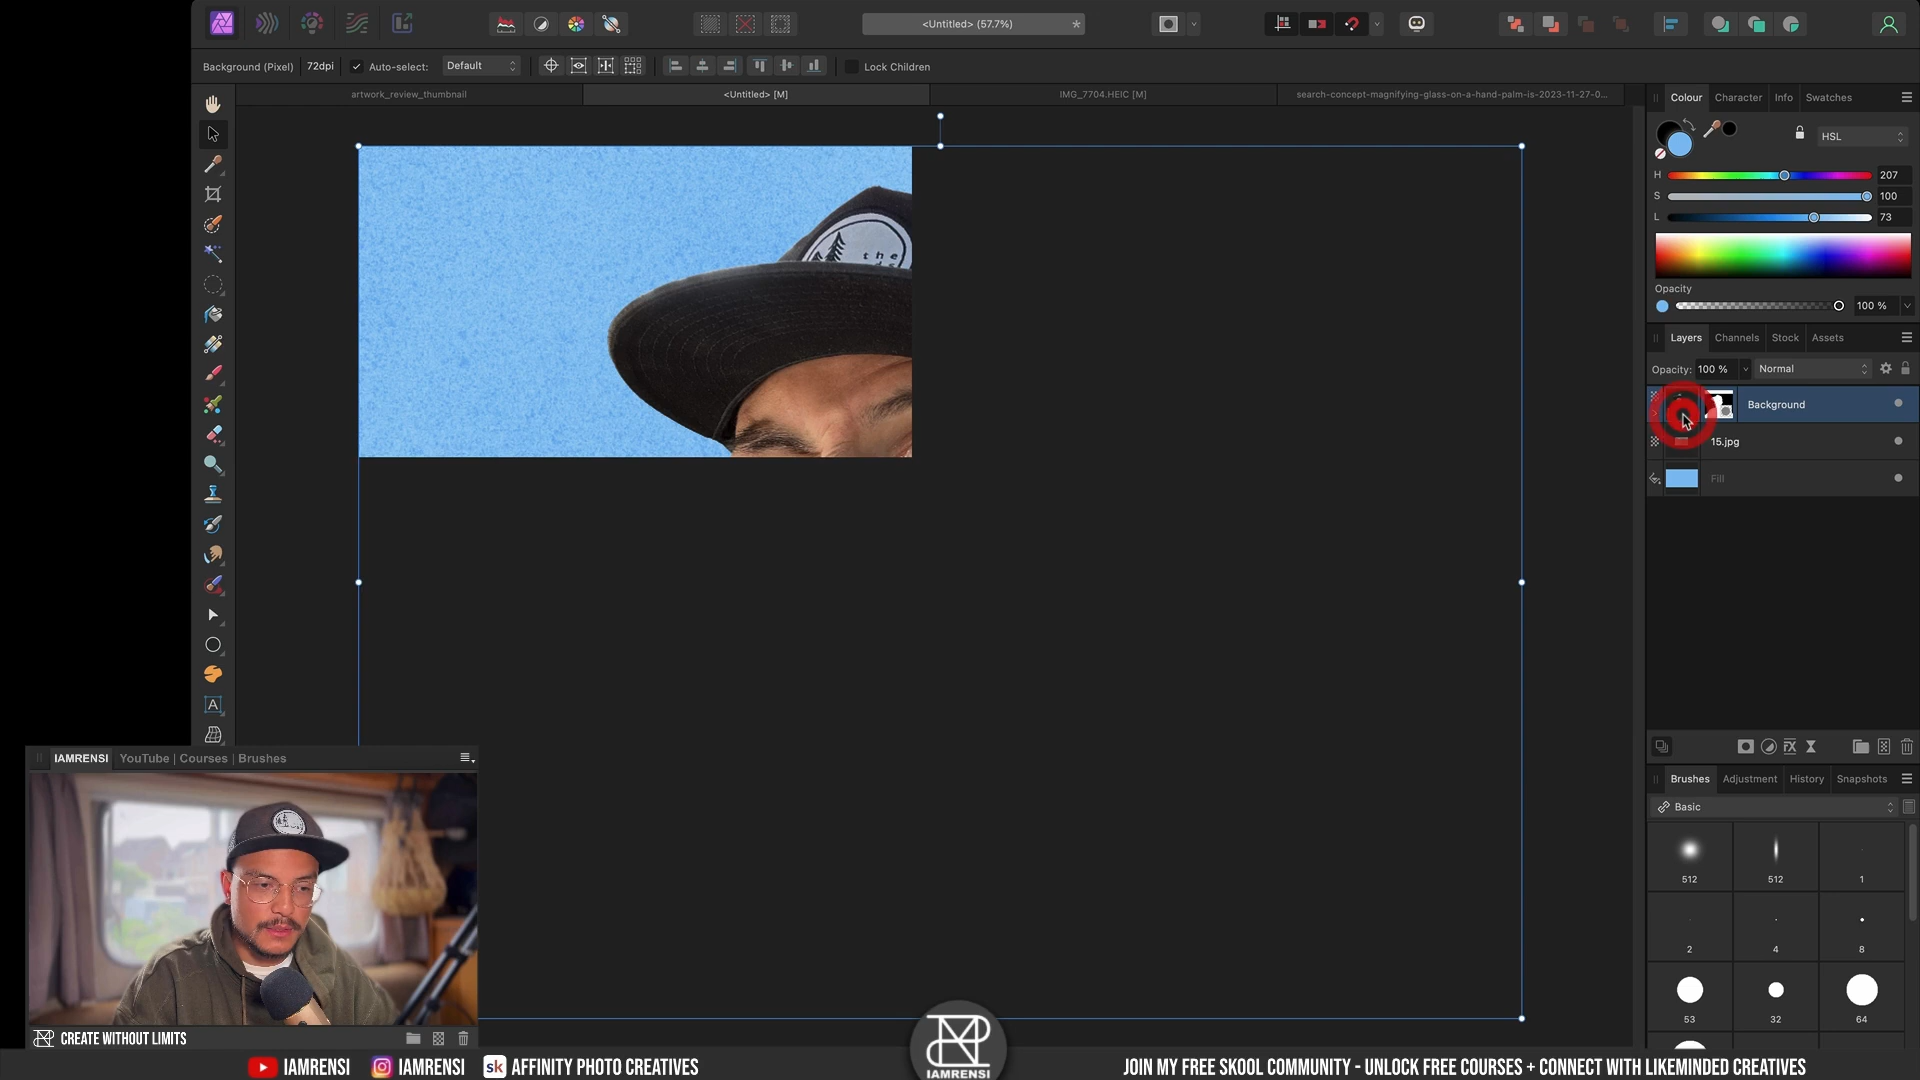 <Untitled> (57.7%)
*
Background (Pixel) 72dpi Auto-select: Default Lock Children
artwork_review_thumbnail <Untitled> [M] IMG_7704.HEIC [M] search-concept-magnifying-glass-on-a-hand-palm-is-2023-11-27-0...
Colour Character Info Swatches
HSL
H 207
S 100
L 73
Opacity
100 %
Layers Channels Stock Assets
Opacity: 100 % Normal
Background
15.jpg
Fill
the
Brushes Adjustment History Snapshots
Basic
512 512 1
2 4 8
53 32 64
A
IAMRENSI YouTube | Courses | Brushes
CREATE WITHOUT LIMITS
IAMRENSI IAMRENSI sk AFFINITY PHOTO CREATIVES
IAMRENSI
JOIN MY FREE SKOOL COMMUNITY - UNLOCK FREE COURSES + CONNECT WITH LIKEMINDED CREATIVES